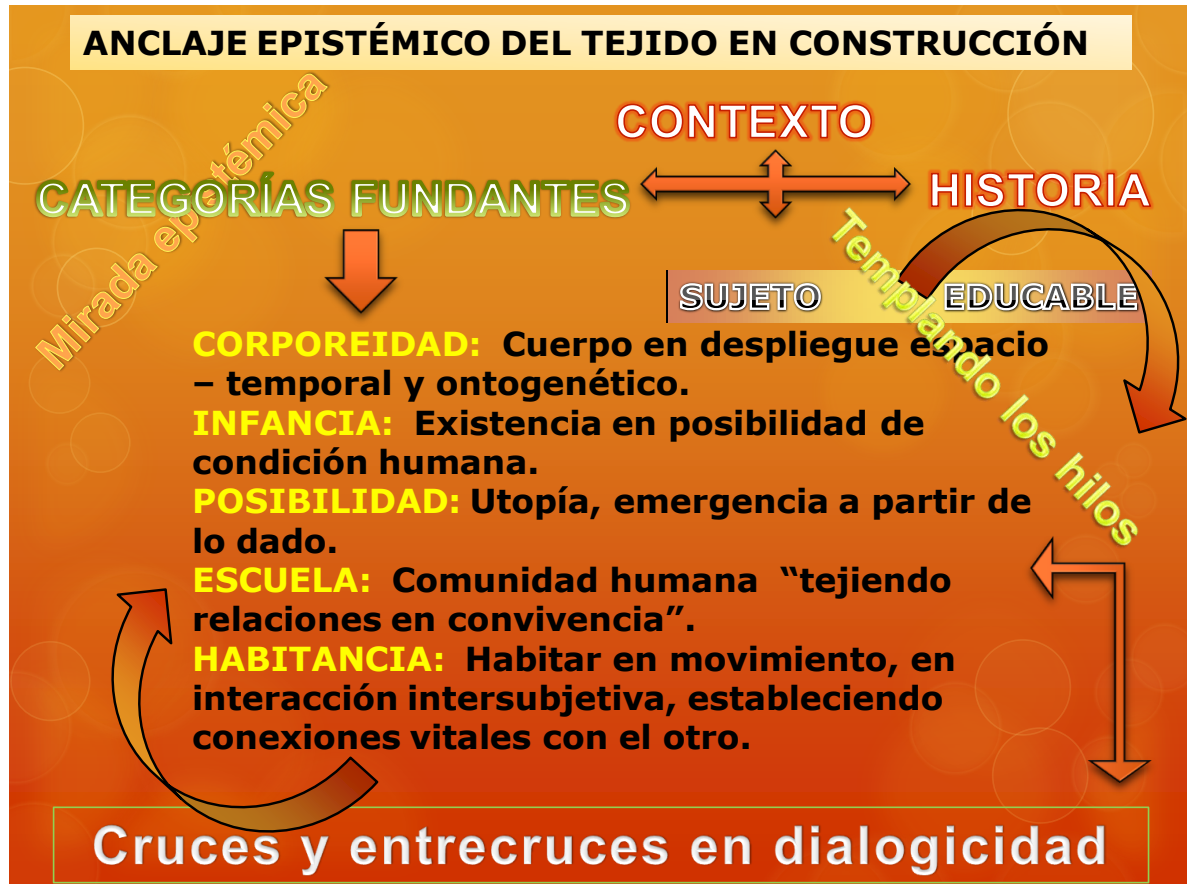 ANCLAJE EPISTÉMICO DEL TEJIDO EN CONSTRUCCIÓN
Mirada epistémica
CONTEXTO
CATEGORÍAS FUNDANTES
HISTORIA
Templando los hilos
SUJETO EDUCABLE
CORPOREIDAD: Cuerpo en despliegue espacio
– temporal y ontogenético.
INFANCIA: Existencia en posibilidad de
condición humana.
POSIBILIDAD: Utopía, emergencia a partir de
lo dado.
ESCUELA: Comunidad humana “tejiendo
relaciones en convivencia”.
HABITANCIA: Habitar en movimiento, en
interacción intersubjetiva, estableciendo
conexiones vitales con el otro.
Cruces y entrecruces en dialogicidad